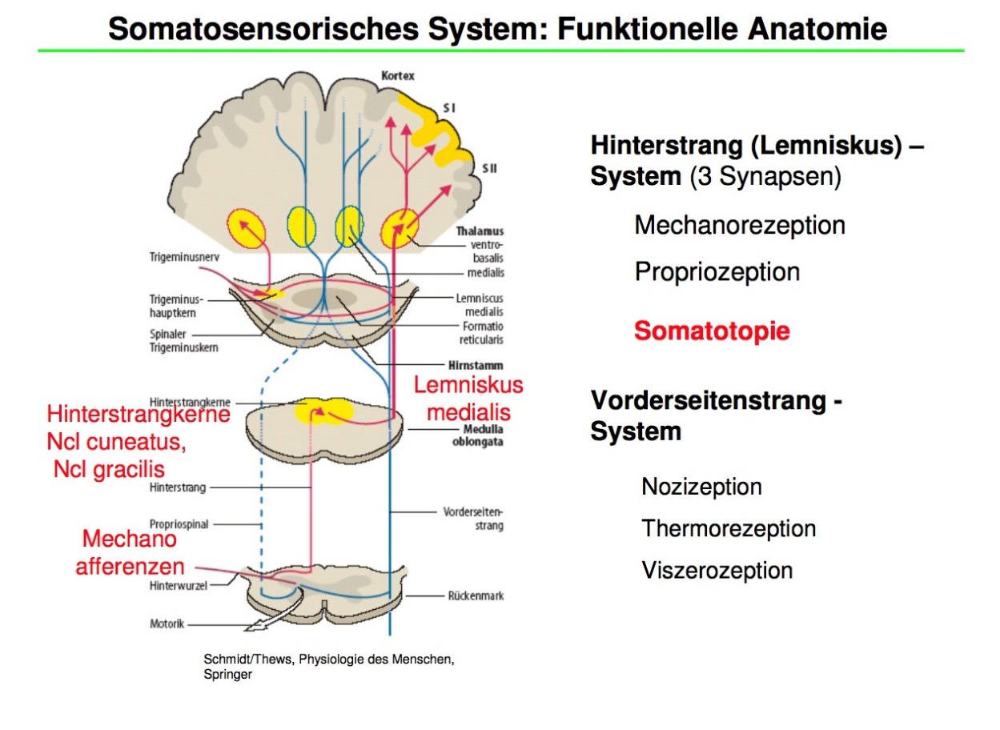 Somatosensorisches System: Funktionelle Anatomie
Kortex
S I
S II
Thalamus
ventro-
basalis
medialis
Trigeminusnerv
Trigeminus-
hauptkern
Spinaler
Trigeminuskern
Lemniscus
medialis
Formatio
reticularis
Hirnstamm
Lemniskus
medialis
Hinterstrangkerne
Hinterstrangkerne
Ncl cuneatus,
Ncl gracilis
Medulla
oblongata
Hinterstrang
Propriospinal
Vorderseiten-
strang
Mechano
afferenzen
Hinterwurzel
Rückenmark
Motorik
Schmidt/Thews, Physiologie des Menschen,
Springer
Hinterstrang (Lemniskus) –
System (3 Synapsen)
Mechanorezeption
Propriozeption
Somatotopie
Vorderseitenstrang -
System
Nozizeption
Thermorezeption
Viszerozeption